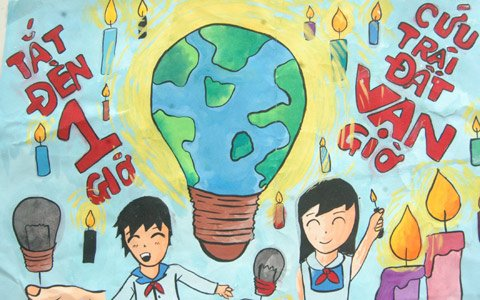 TẮT
ĐÈN
1
GIỜ
CỨU
TRÁI
ĐẤT
VẠN
GIỜ